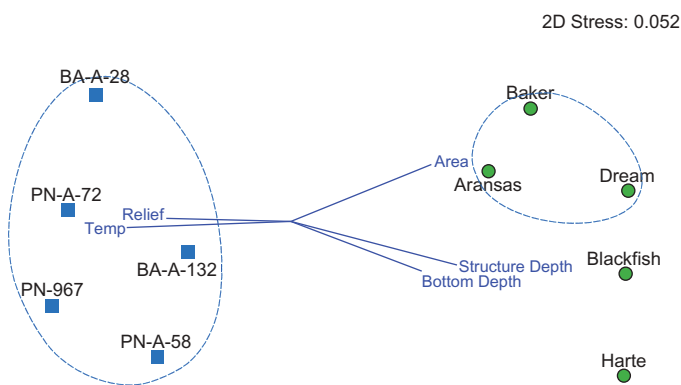 2D Stress: 0.052
BA-A-28
Baker
Area
Aransas
Dream
PN-A-72
Relief
Temp
BA-A-132
Blackfish
Structure Depth
Bottom Depth
PN-967
PN-A-58
Harte